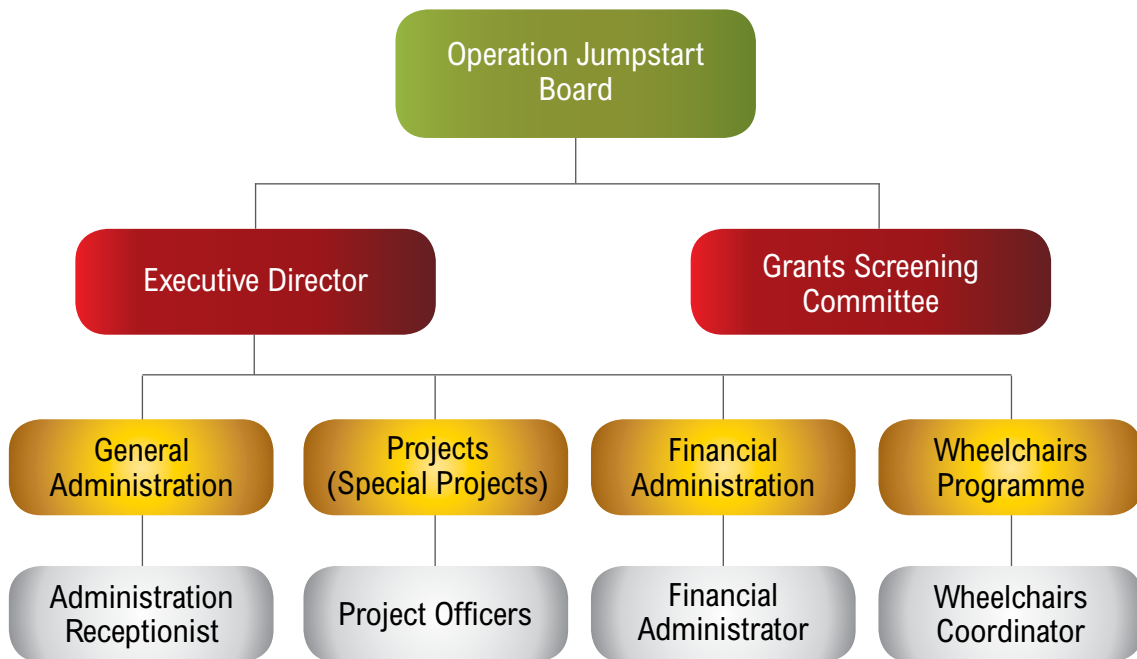 Operation Jumpstart
Board
Executive Director
Grants Screening
Committee
General
Administration
Projects
(Special Projects)
Financial
Administration
Wheelchairs
Programme
Administration
Receptionist
Project Officers
Financial
Administrator
Wheelchairs
Coordinator